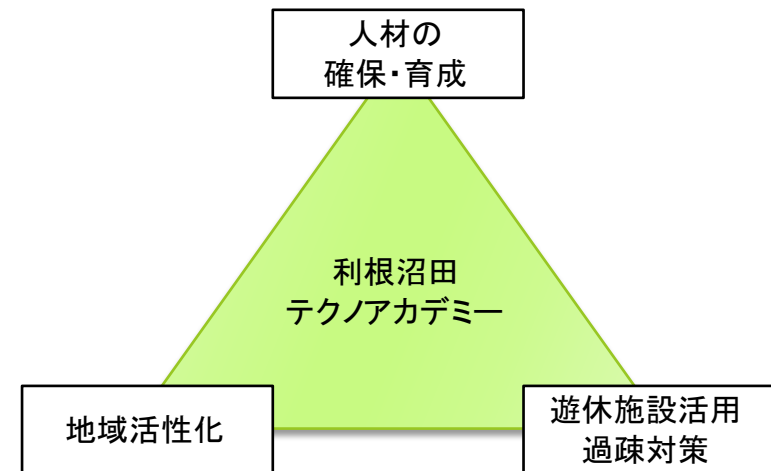 人材の
確保・育成
利根沼田
テクノアカデミー
地域活性化
遊休施設活用
過疎対策